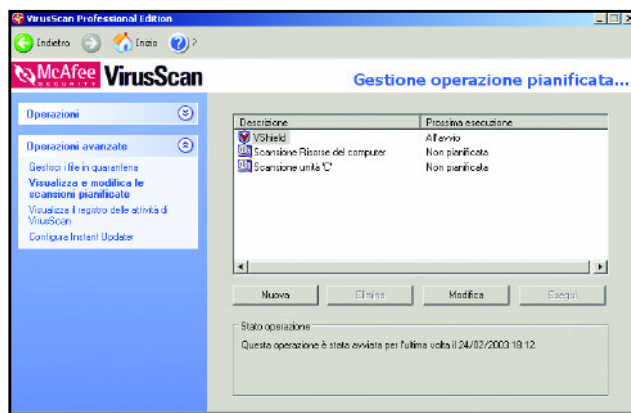 VirusScan Professional Edition
Indietro Inizio ?
McAfee SECURITY VirusScan
Gestione operazione pianificata...
Operazioni
Operazioni avanzate
Gestisci i file in quarantena
Visualizza e modifica le
scansioni pianificate
Visualizza il registro delle attività di
VirusScan
Configura Instant Updater
Descrizione Prossima esecuzione
VShield All'avvio
Scansione Risorse del computer Non pianificata
Scansione unità 'C' Non pianificata
Nuova Elimina Modifica Esegui
Stato operazione
Questa operazione è stata avviata per l'ultima volta il 24/02/2003 18.12